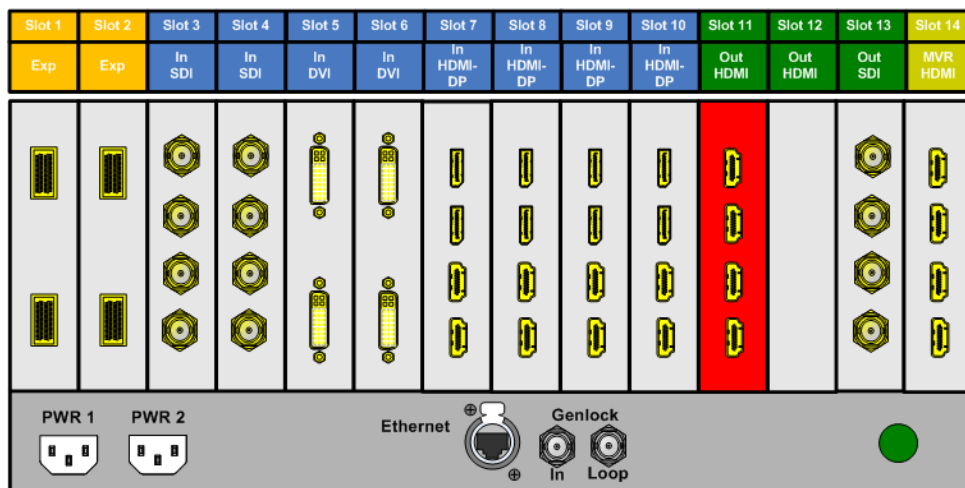 Slot 1 Slot 2 Slot 3 Slot 4 Slot 5 Slot 6 Slot 7 Slot 8 Slot 9 Slot 10 Slot 11 Slot 12 Slot 13 Slot 14
Exp Exp In SDI In SDI In DVI In DVI In HDMI-DP In HDMI-DP In HDMI-DP In HDMI-DP Out HDMI Out HDMI Out SDI MVR HDMI
PWR 1 PWR 2
Ethernet
Genlock
In Loop